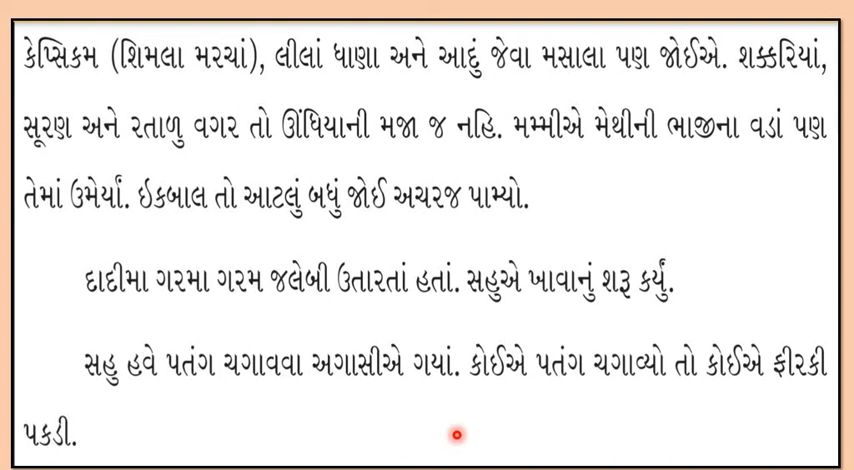 કેપ્સિકમ (શિમલા મરચાં), લીલાં ધાણા અને આદું જેવા મસાલા પણ જોઈએ. શક્કરિયાં,
સૂરણ અને રતાળુ વગર તો ઊંધિયાની મજા જ નહિ. મમ્મીએ મેથીની ભાજીના વડાં પણ
તેમાં ઉમેર્યાં. ઇકબાલ તો આટલું બધું જોઈ અચરજ પામ્યો.
દાદીમા ગરમા ગરમ જલેબી ઉતારતાં હતાં. સહુએ ખાવાનું શરૂ કર્યું.
સહુ હવે પતંગ ચગાવવા અગાસીએ ગયાં. કોઈએ પતંગ ચગાવ્યો તો કોઈએ ફીરકી
પકડી.